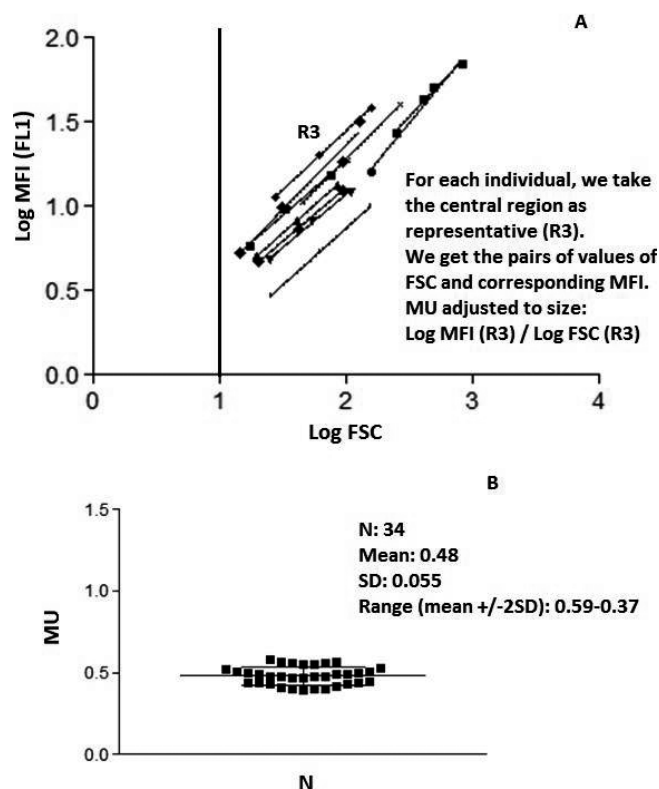 A
2.0
1.5
1.0
0.5
0.0
Log MFI (FL1)
R3
For each individual, we take
the central region as
representative (R3).
We get the pairs of values of
FSC and corresponding MFI.
MU adjusted to size:
Log MFI (R3) / Log FSC (R3)
0 1 2 3 4
Log FSC
B
1.5
1.0
0.5
0.0
MU
N: 34
Mean: 0.48
SD: 0.055
Range (mean +/-2SD): 0.59-0.37
N